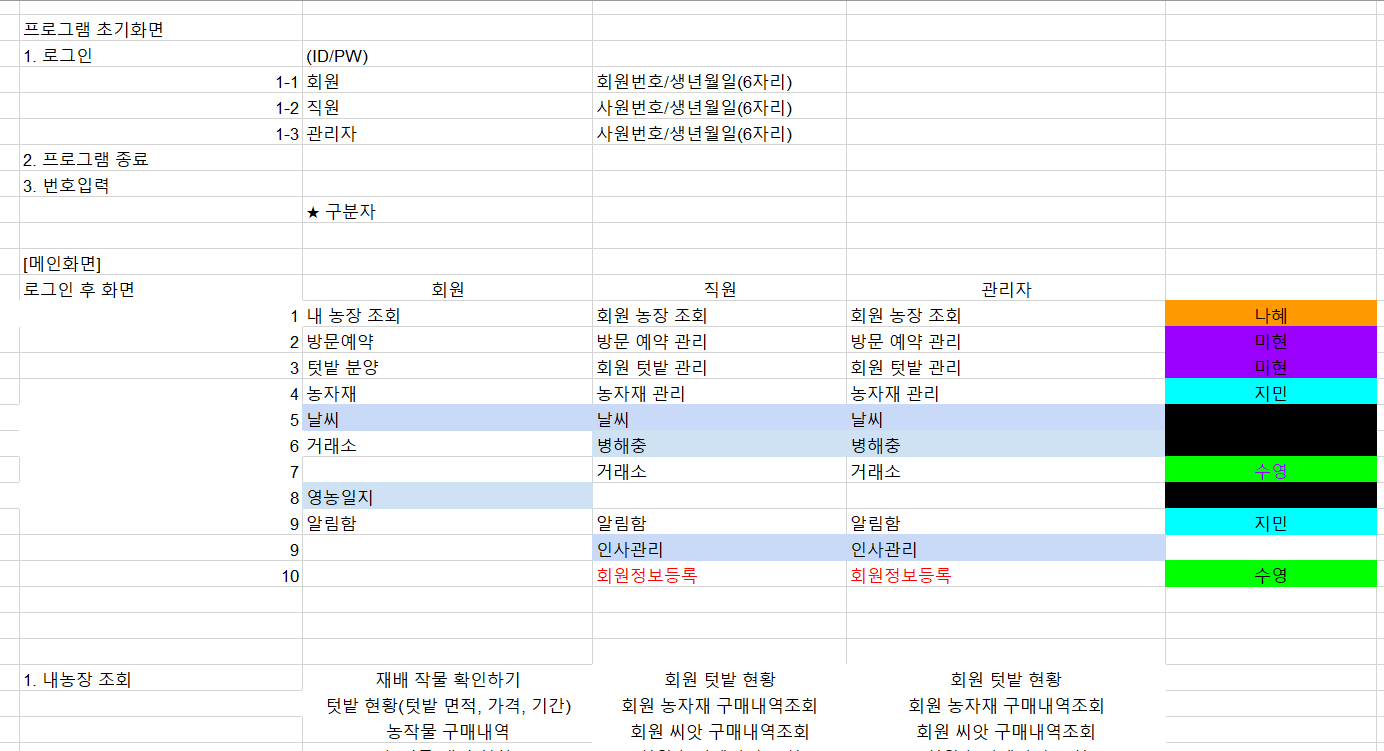 프로그램 초기화면
1. 로그인 (ID/PW)
1-1 회원 회원번호/생년월일(6자리)
1-2 직원 사원번호/생년월일(6자리)
1-3 관리자 사원번호/생년월일(6자리)
2. 프로그램 종료
3. 번호입력
★ 구분자
[메인화면]
로그인 후 화면 회원 직원 관리자
1 내 농장 조회 회원 농장 조회 회원 농장 조회 나혜
2 방문예약 방문 예약 관리 방문 예약 관리 미현
3 텃밭 분양 회원 텃밭 관리 회원 텃밭 관리 미현
4 농자재 농자재 관리 농자재 관리 지민
5 날씨 날씨 날씨
6 거래소 병해충 병해충
7 거래소 거래소 수영
8 영농일지
9 알림함 알림함 알림함 지민
9 인사관리 인사관리
10 회원정보등록 회원정보등록 수영
1. 내농장 조회 재배 작물 확인하기 회원 텃밭 현황 회원 텃밭 현황
텃밭 현황(텃밭 면적, 가격, 기간) 회원 농자재 구매내역조회 회원 농자재 구매내역조회
농작물 구매내역 회원 씨앗 구매내역조회 회원 씨앗 구매내역조회